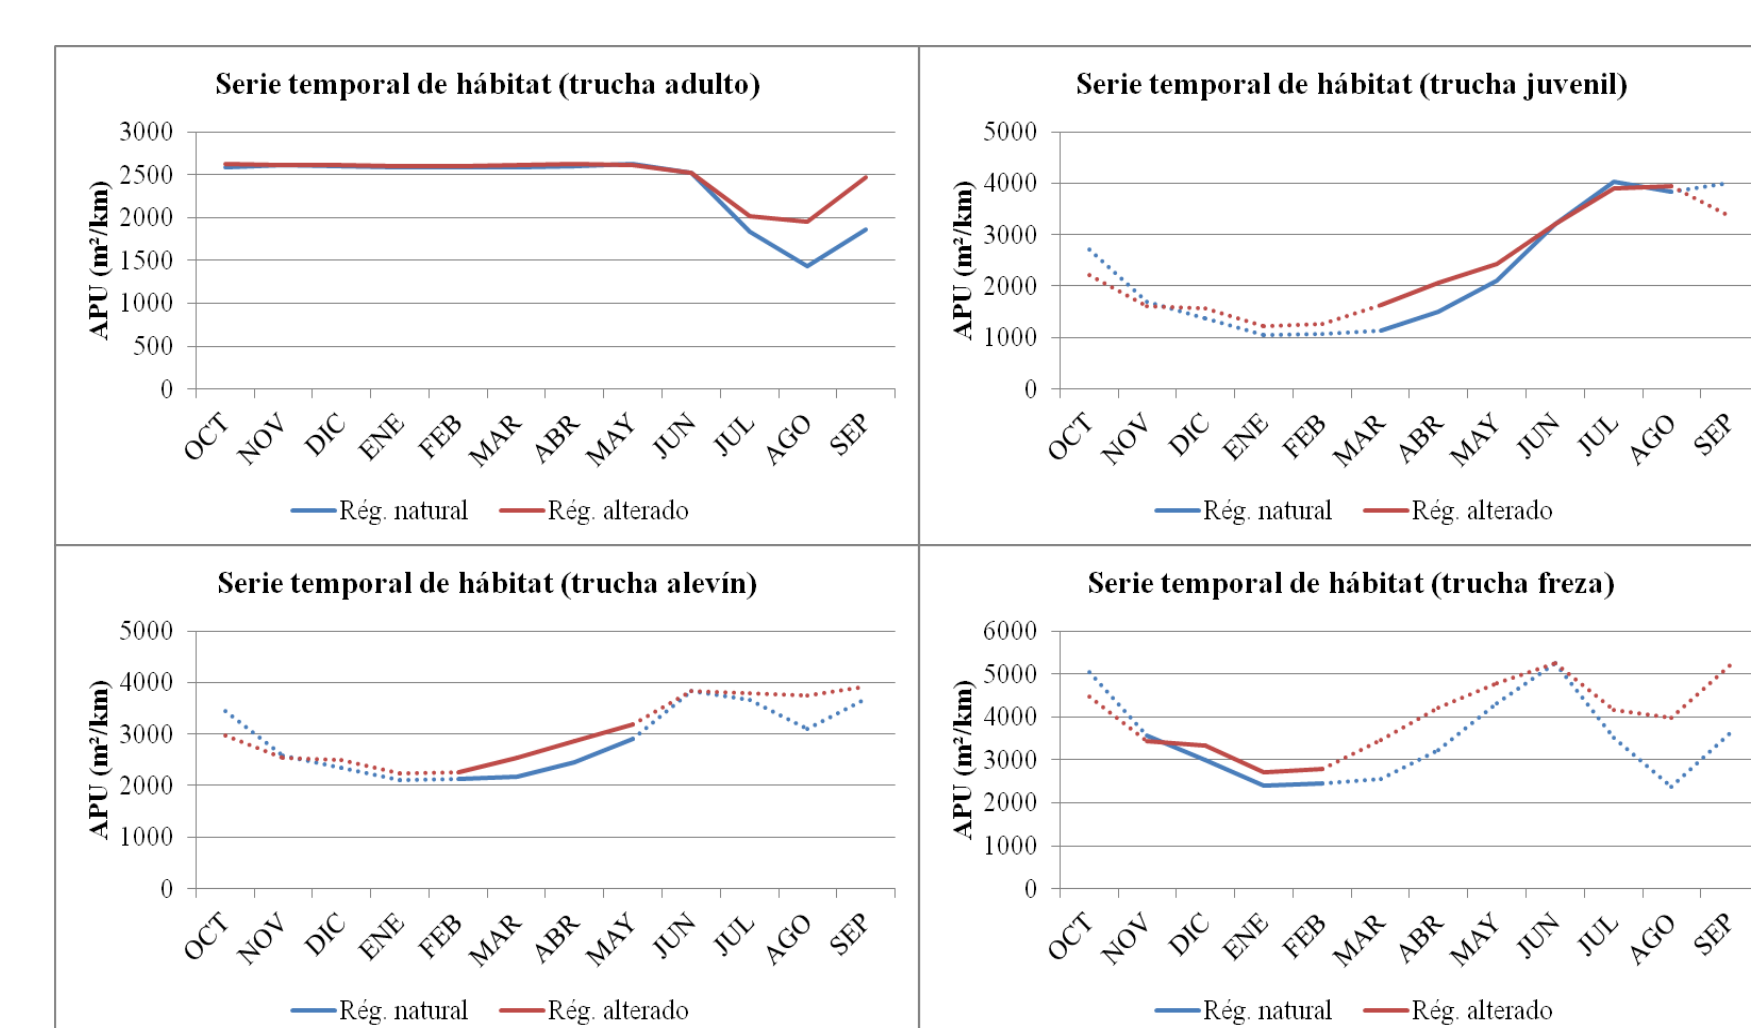 Serie temporal de hábitat (trucha adulto)
APU (m²/km)
3000
2500
2000
1500
1000
500
0
OCT NOV DIC ENE FEB MAR ABR MAY JUN JUL AGO SEP
Rég. natural Rég. alterado
Serie temporal de hábitat (trucha juvenil)
APU (m²/km)
5000
4000
3000
2000
1000
0
OCT NOV DIC ENE FEB MAR ABR MAY JUN JUL AGO SEP
Rég. natural Rég. alterado
Serie temporal de hábitat (trucha alevín)
APU (m²/km)
5000
4000
3000
2000
1000
0
OCT NOV DIC ENE FEB MAR ABR MAY JUN JUL AGO SEP
Rég. natural Rég. alterado
Serie temporal de hábitat (trucha freza)
APU (m²/km)
6000
5000
4000
3000
2000
1000
0
OCT NOV DIC ENE FEB MAR ABR MAY JUN JUL AGO SEP
Rég. natural Rég. alterado